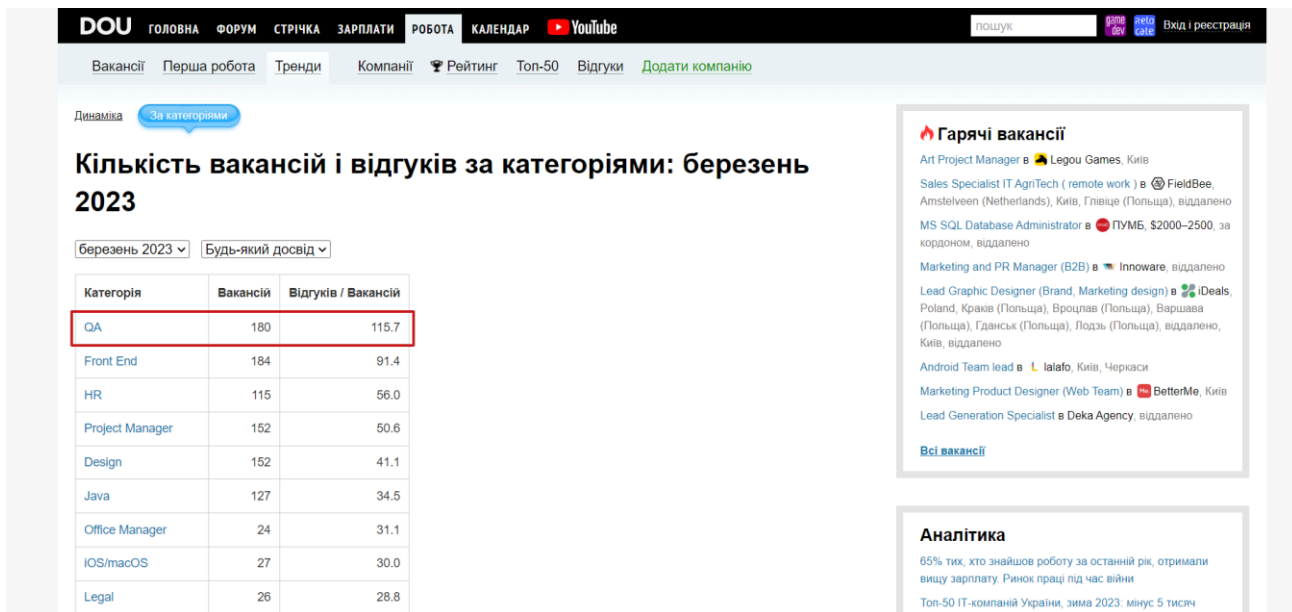 DOU ГОЛОВНА ФОРУМ СТРІЧКА ЗАРПЛАТИ РОБОТА КАЛЕНДАР YouTube пошук game dev Вхід і реєстрація
Вакансії Перша робота Тренди Компанії Рейтинг Топ-50 Відгуки Додати компанію
Динаміка За категоріями
Кількість вакансій і відгуків за категоріями: березень
2023
березень 2023 Будь-який досвід
Категорія Вакансій Відгуків / Вакансій
QA 180 115.7
Front End 184 91.4
HR 115 56.0
Project Manager 152 50.6
Design 152 41.1
Java 127 34.5
Office Manager 24 31.1
iOS/macOS 27 30.0
Legal 26 28.8
Гарячі вакансії
Art Project Manager в Legou Games, Київ
Sales Specialist IT AgriTech ( remote work ) в FieldBee,
Amstelveen (Netherlands), Київ, Глівіце (Польща), віддалено
MS SQL Database Administrator в ПУМБ, $2000–2500, за
кордоном, віддалено
Marketing and PR Manager (B2B) в Innoware, віддалено
Lead Graphic Designer (Brand, Marketing design) в iDeals,
Poland, Краків (Польща), Вроцлав (Польща), Варшава
(Польща), Гданськ (Польща), Лодзь (Польща), віддалено,
Київ, віддалено
Android Team lead в lalafo, Київ, Черкаси
Marketing Product Designer (Web Team) в BetterMe, Київ
Lead Generation Specialist в Deka Agency, віддалено
Всі вакансії
Аналітика
65% тих, хто знайшов роботу за останній рік, отримали
вищу зарплату. Ринок праці під час війни
Топ-50 ІТ-компаній України, зима 2023: мінус 5 тисяч